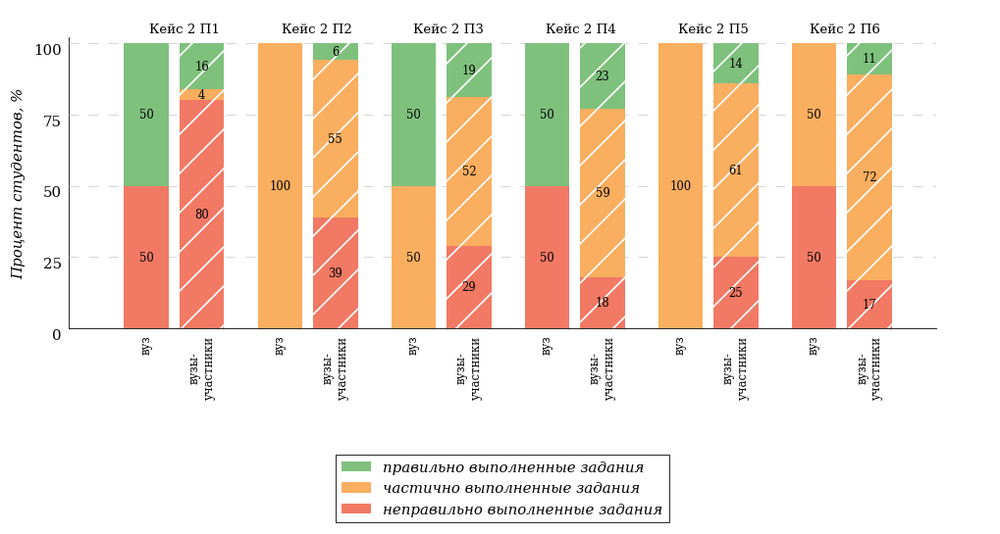 Кейс 2 П1 Кейс 2 П2 Кейс 2 П3 Кейс 2 П4 Кейс 2 П5 Кейс 2 П6
Процент студентов, %
100
75
50
25
0
50
50
16
4
80
100
6
55
39
50
50
19
52
29
50
50
23
59
18
100
14
61
25
50
50
11
72
17
вуз
вузы-
участники
вуз
вузы-
участники
вуз
вузы-
участники
вуз
вузы-
участники
вуз
вузы-
участники
вуз
вузы-
участники
правильно выполненные задания
частично выполненные задания
неправильно выполненные задания